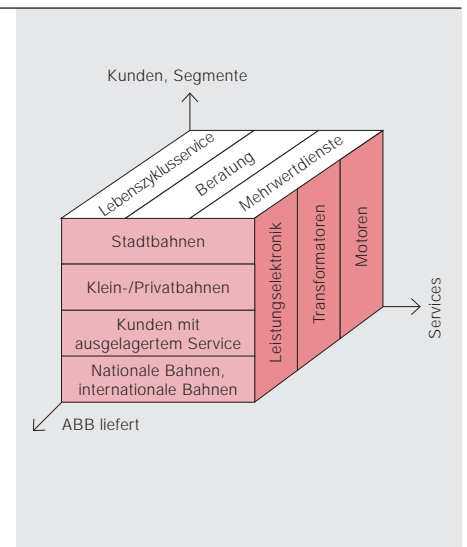 Kunden, Segmente
Lebenszyklusservice
Beratung
Mehrwertdienste
Stadtbahnen
Klein-/Privatbahnen
Kunden mit
ausgelagertem Service
Nationale Bahnen,
internationale Bahnen
Leistungselektronik
Transformatoren
Motoren
Services
ABB liefert